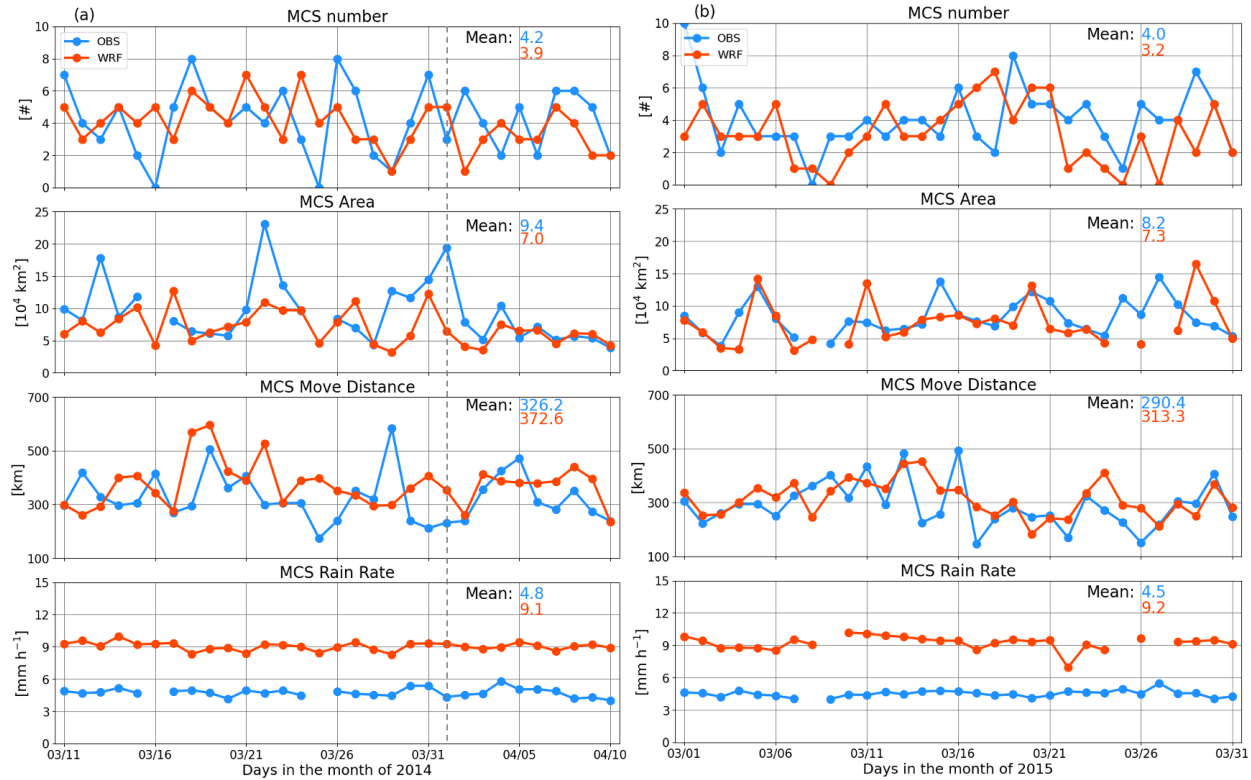 (a)
MCS number
10
8
6
4
2
0
[#]
OBS
WRF
Mean: 4.2
3.9
MCS Area
25
20
15
10
5
0
[10⁴ km²]
Mean: 9.4
7.0
MCS Move Distance
700
500
300
100
[km]
Mean: 326.2
372.6
MCS Rain Rate
15
12
9
6
3
0
[mm h⁻¹]
Mean: 4.8
9.1
03/11 03/16 03/21 03/26 03/31 04/05 04/10
Days in the month of 2014
(b)
MCS number
10
8
6
4
2
0
[#]
OBS
WRF
Mean: 4.0
3.2
MCS Area
25
20
15
10
5
0
[10⁴ km²]
Mean: 8.2
7.3
MCS Move Distance
700
500
300
100
[km]
Mean: 290.4
313.3
MCS Rain Rate
15
12
9
6
3
0
[mm h⁻¹]
Mean: 4.5
9.2
03/01 03/06 03/11 03/16 03/21 03/26 03/31
Days in the month of 2015